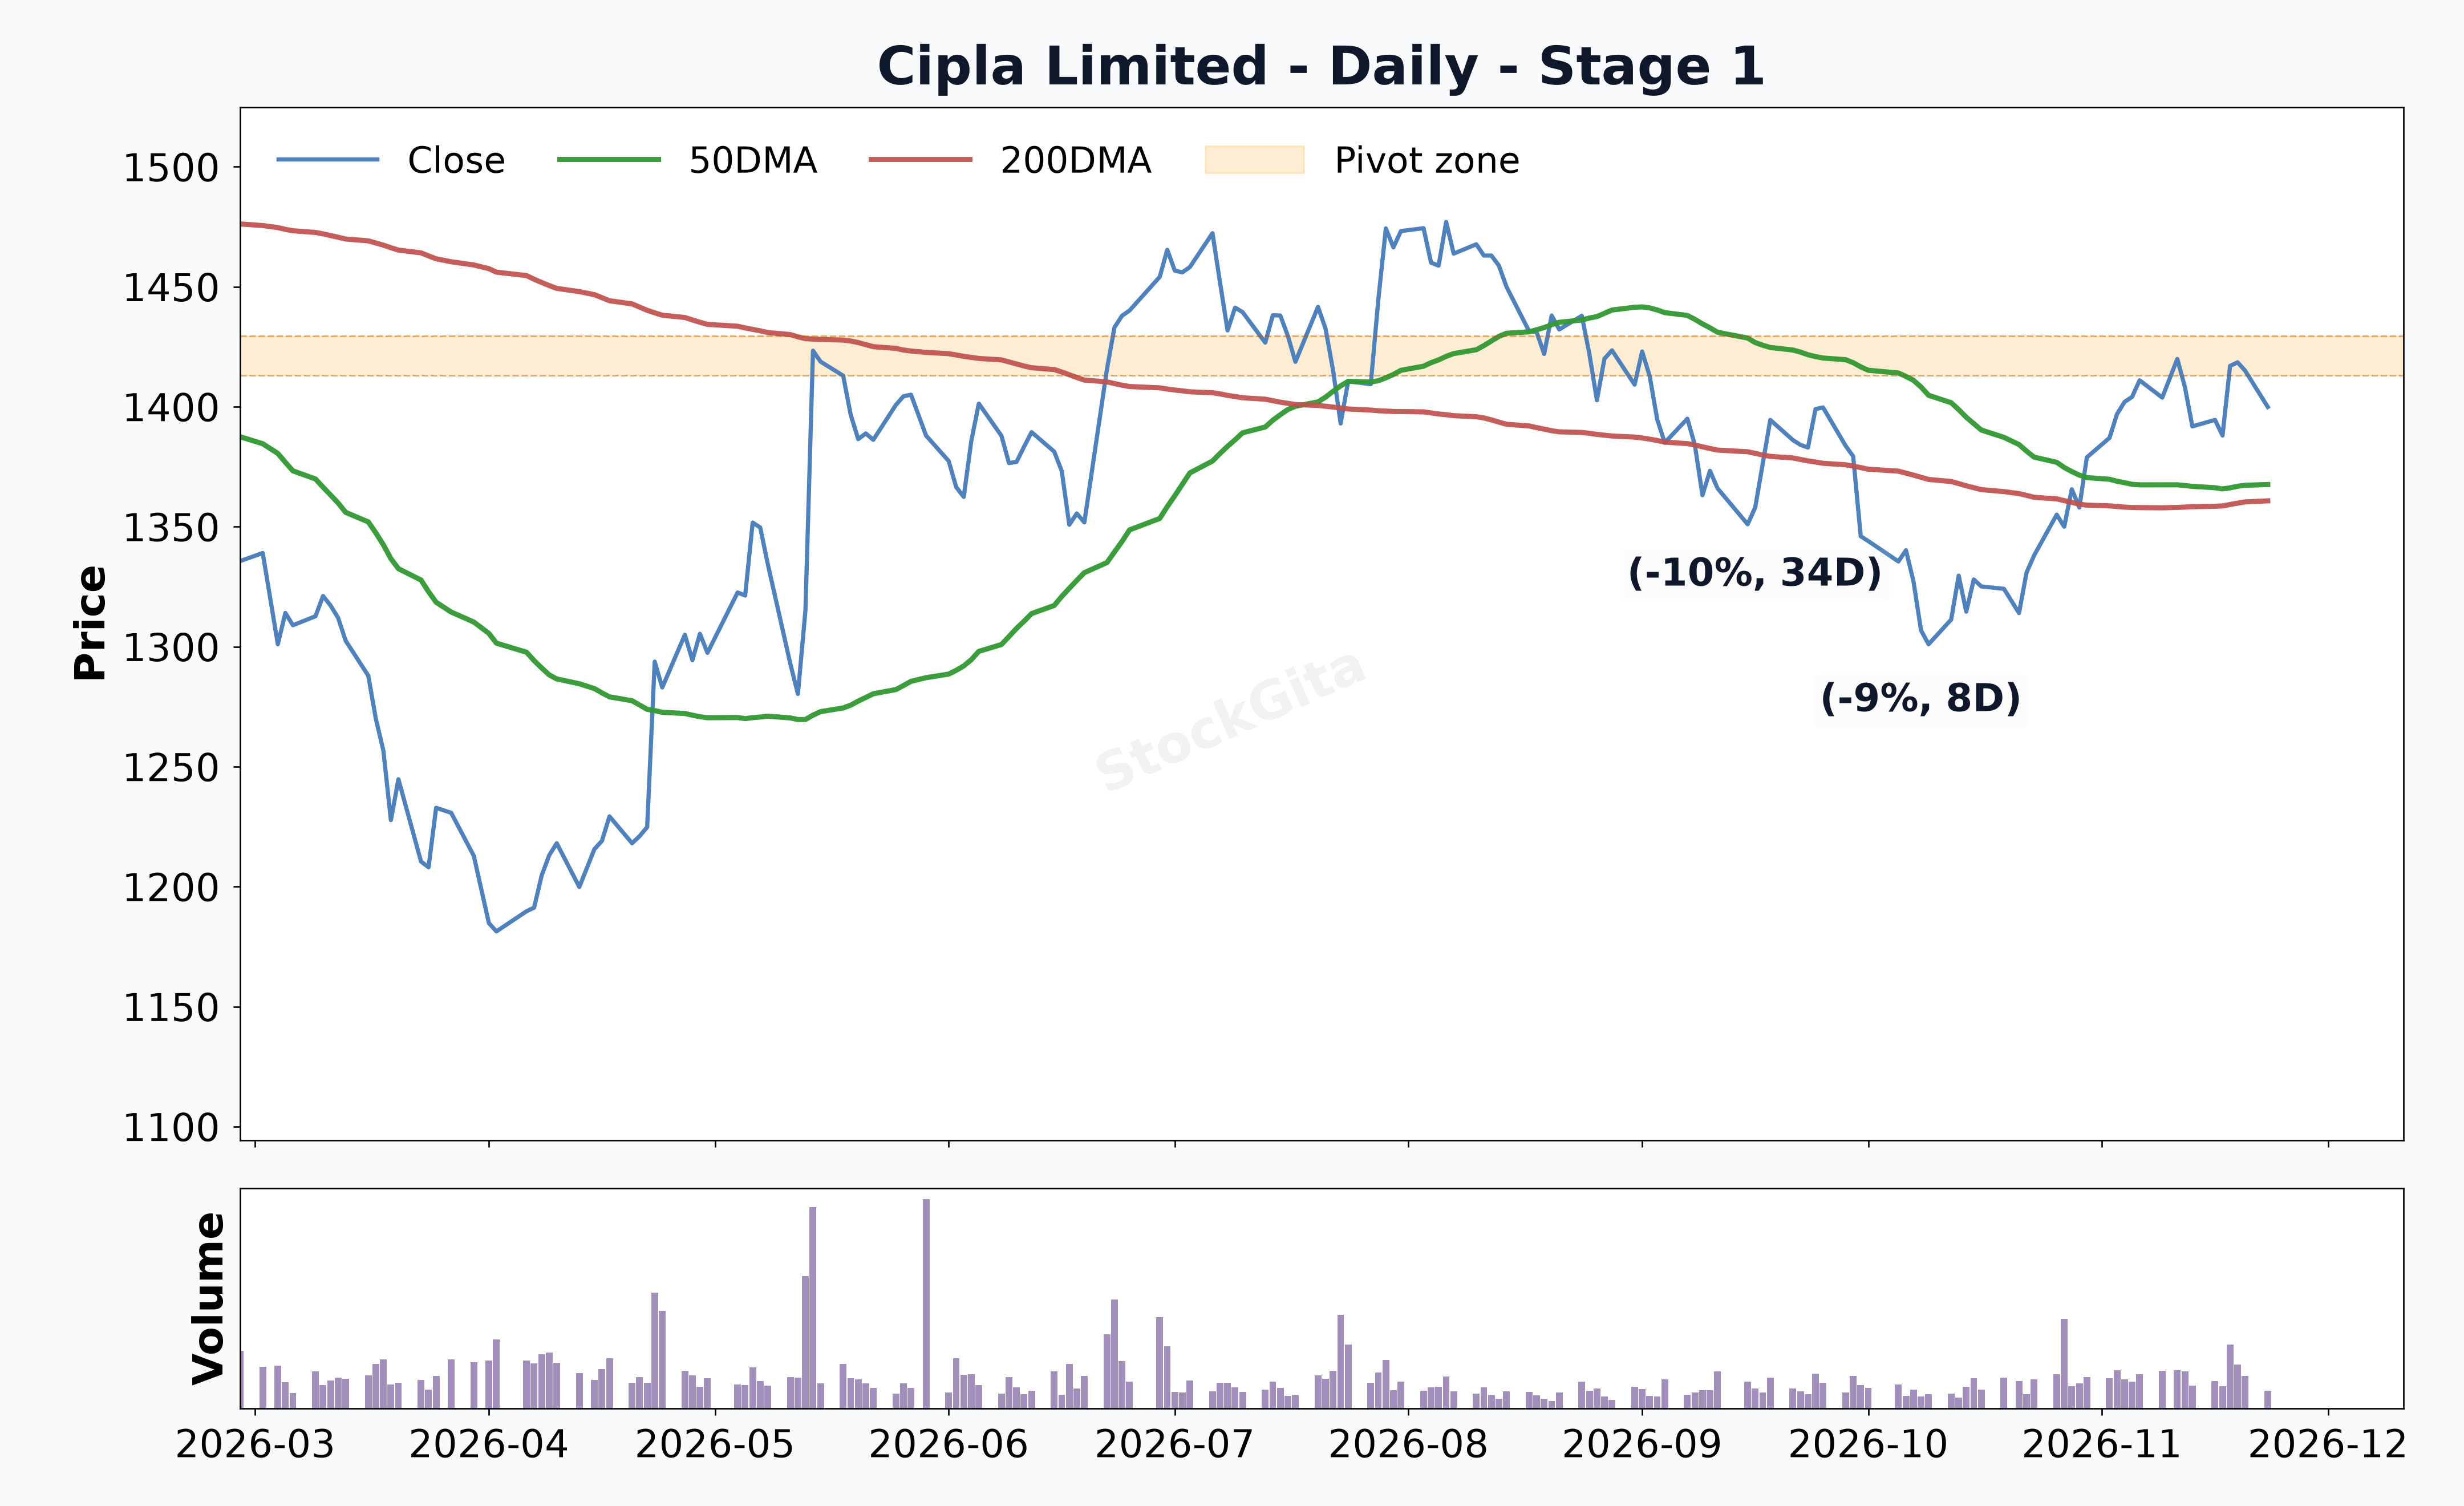 Cipla Limited - Daily - Stage 1
Close 50DMA 200DMA Pivot zone
Price
1500
1450
1400
1350
1300
1250
1200
1150
1100
(-10%, 34D)
(-9%, 8D)
StockGita
Volume
2026-03 2026-04 2026-05 2026-06 2026-07 2026-08 2026-09 2026-10 2026-11 2026-12